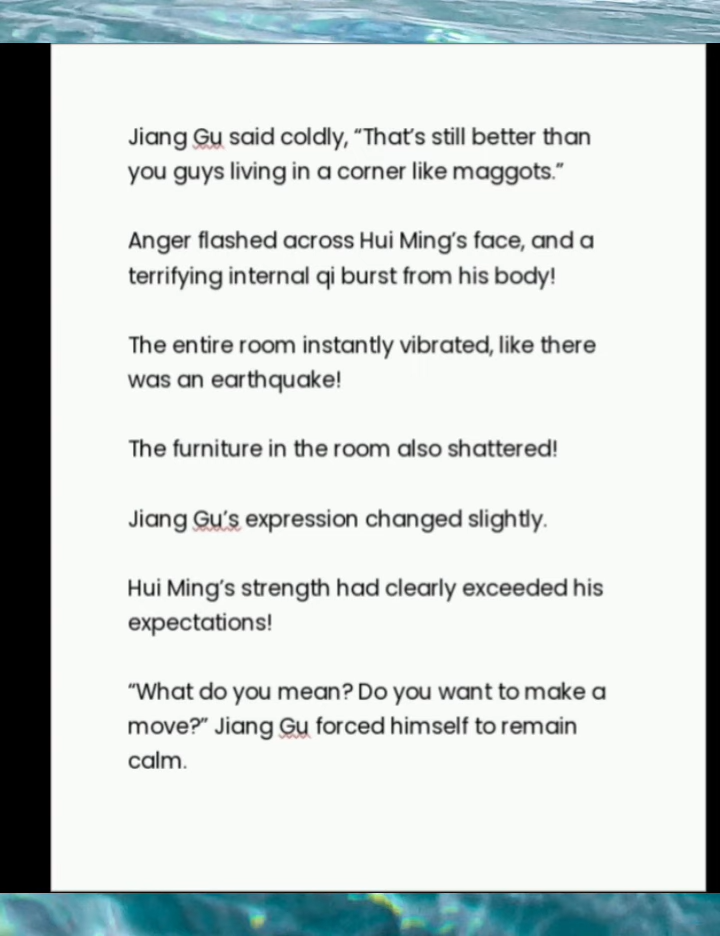 Jiang Gu said coldly, “That’s still better than
you guys living in a corner like maggots.”
Anger flashed across Hui Ming’s face, and a
terrifying internal qi burst from his body!
The entire room instantly vibrated, like there
was an earthquake!
The furniture in the room also shattered!
Jiang Gu’s expression changed slightly.
Hui Ming’s strength had clearly exceeded his
expectations!
“What do you mean? Do you want to make a
move?” Jiang Gu forced himself to remain
calm.